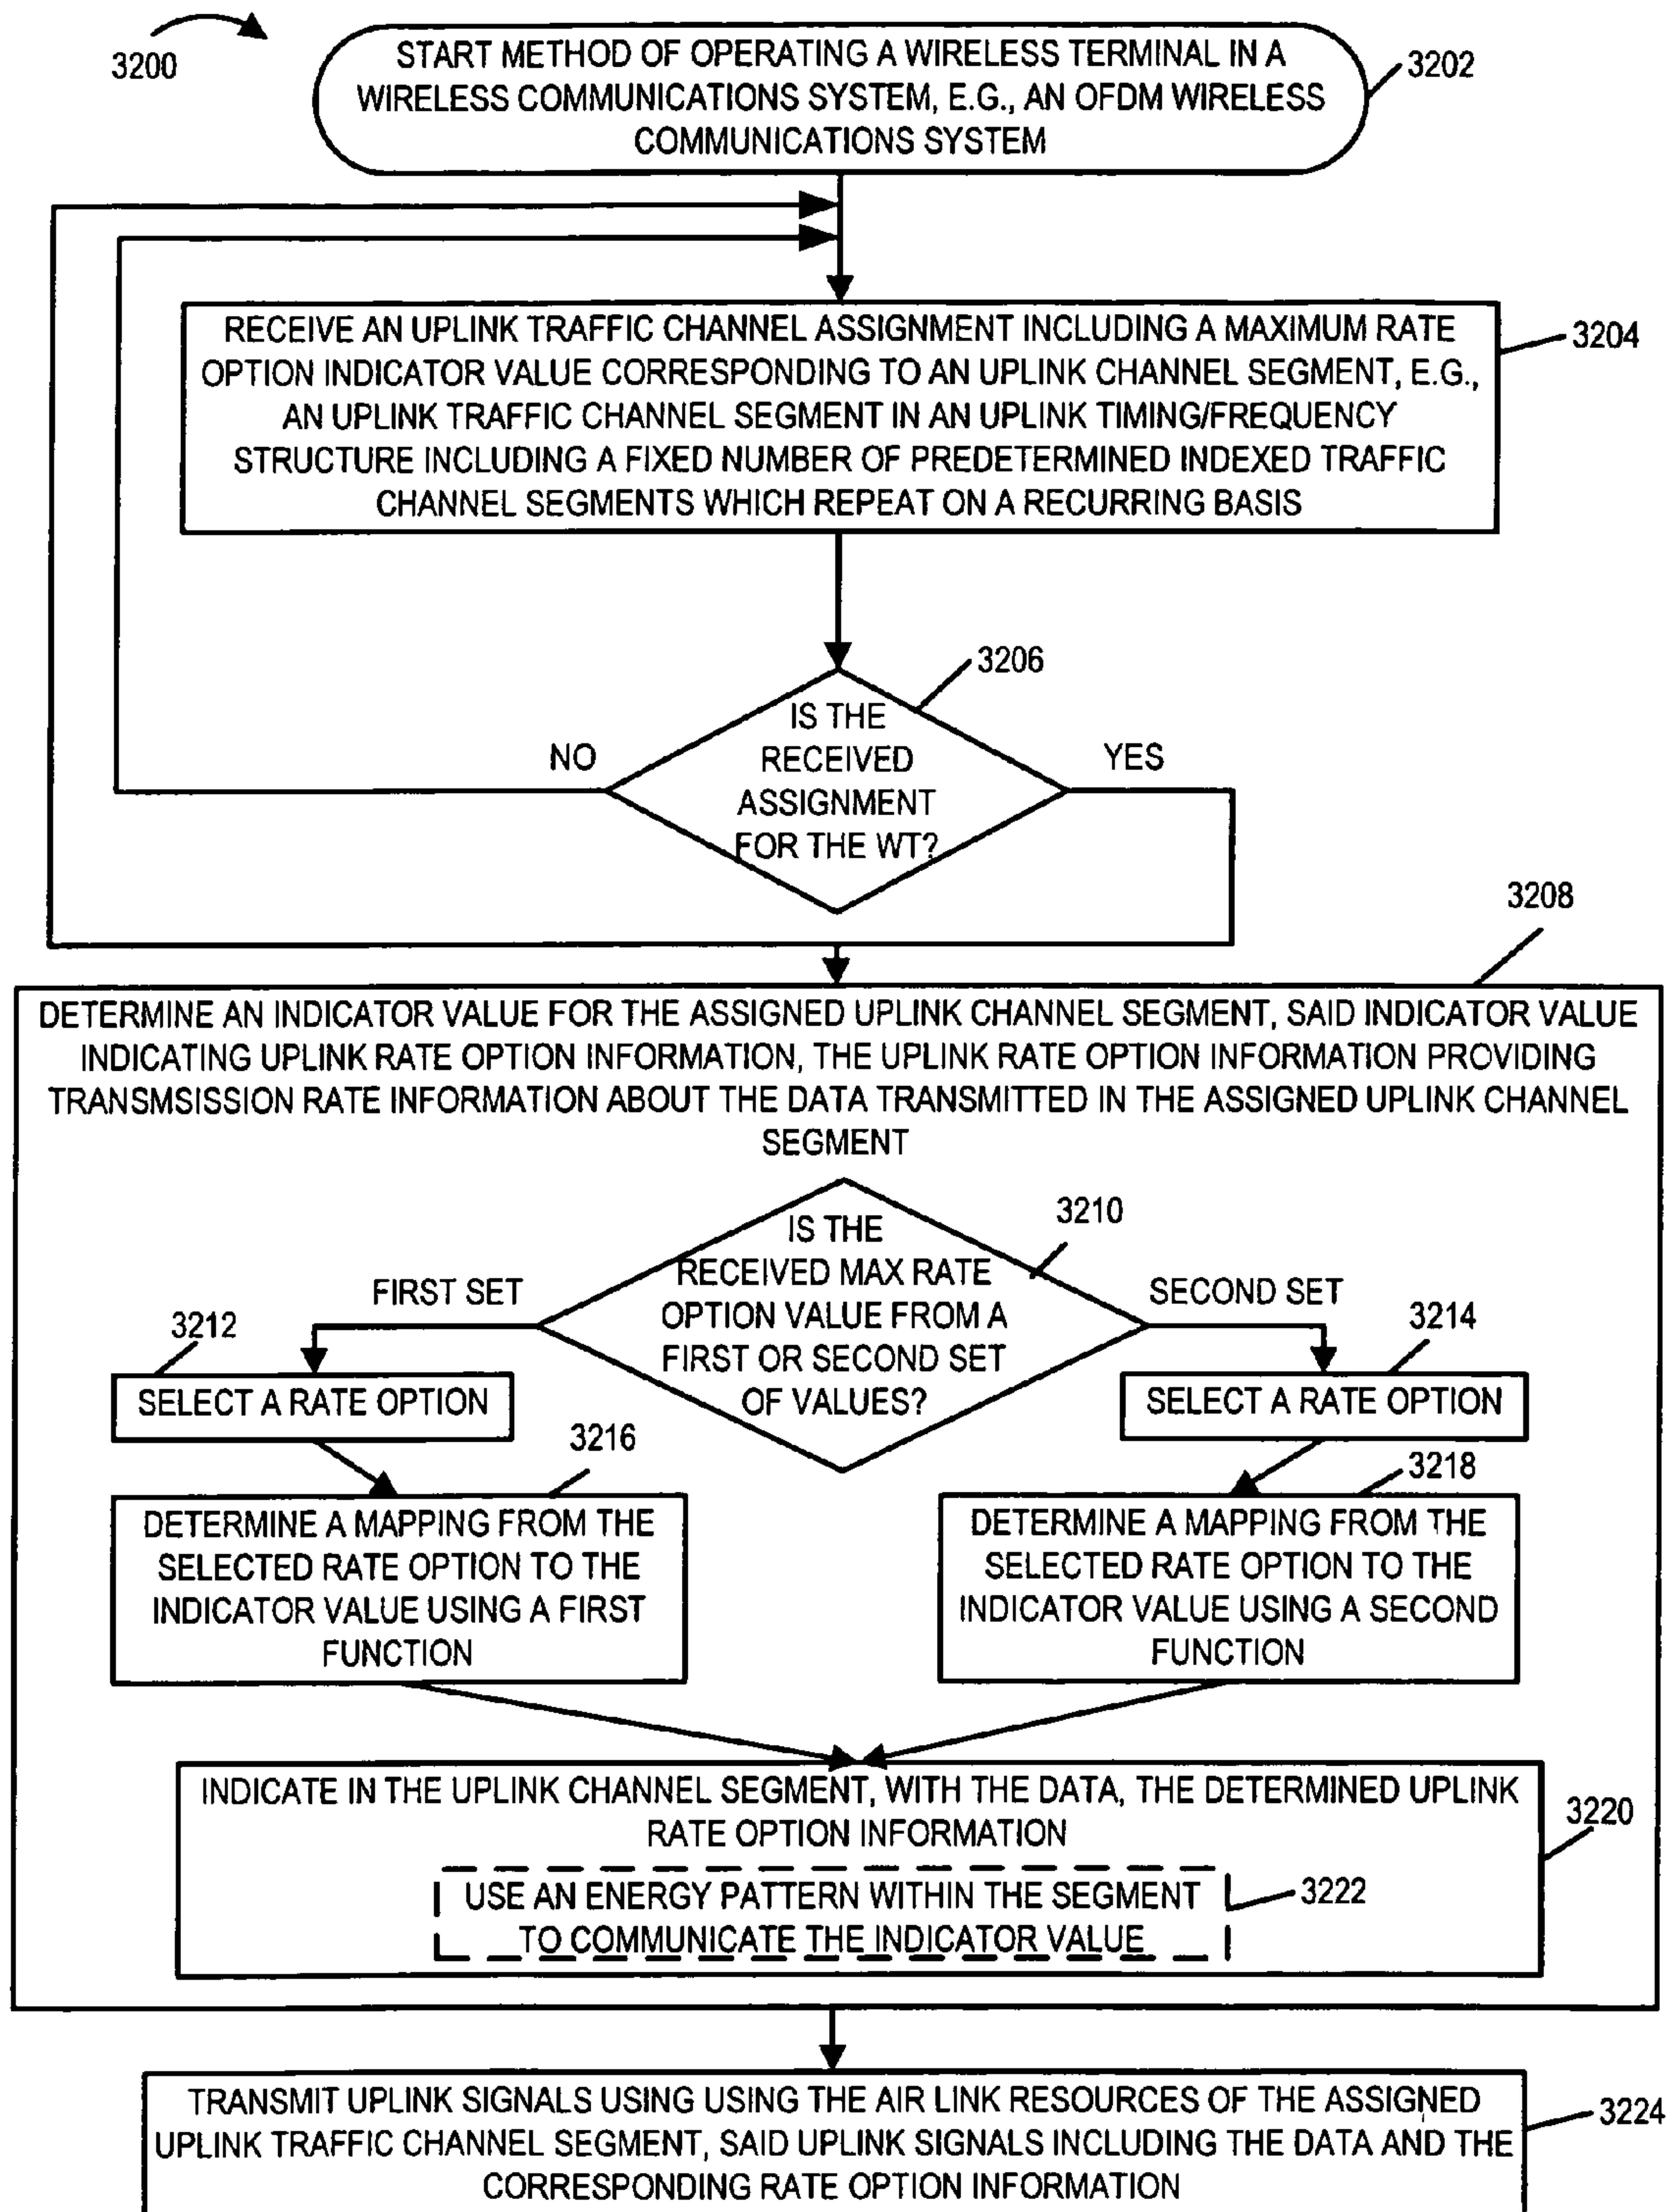 3200
START METHOD OF OPERATING A WIRELESS TERMINAL IN A
WIRELESS COMMUNICATIONS SYSTEM, E.G., AN OFDM WIRELESS
COMMUNICATIONS SYSTEM
3202
RECEIVE AN UPLINK TRAFFIC CHANNEL ASSIGNMENT INCLUDING A MAXIMUM RATE
OPTION INDICATOR VALUE CORRESPONDING TO AN UPLINK CHANNEL SEGMENT, E.G.,
AN UPLINK TRAFFIC CHANNEL SEGMENT IN AN UPLINK TIMING/FREQUENCY
STRUCTURE INCLUDING A FIXED NUMBER OF PREDETERMINED INDEXED TRAFFIC
CHANNEL SEGMENTS WHICH REPEAT ON A RECURRING BASIS
3204
3206
IS THE
RECEIVED
ASSIGNMENT
FOR THE WT?
NO
YES
3208
DETERMINE AN INDICATOR VALUE FOR THE ASSIGNED UPLINK CHANNEL SEGMENT, SAID INDICATOR VALUE
INDICATING UPLINK RATE OPTION INFORMATION, THE UPLINK RATE OPTION INFORMATION PROVIDING
TRANSMSISSION RATE INFORMATION ABOUT THE DATA TRANSMITTED IN THE ASSIGNED UPLINK CHANNEL
SEGMENT
3210
IS THE
RECEIVED MAX RATE
OPTION VALUE FROM A
FIRST OR SECOND SET
OF VALUES?
FIRST SET
SECOND SET
3212
SELECT A RATE OPTION
3214
SELECT A RATE OPTION
3216
DETERMINE A MAPPING FROM THE
SELECTED RATE OPTION TO THE
INDICATOR VALUE USING A FIRST
FUNCTION
3218
DETERMINE A MAPPING FROM THE
SELECTED RATE OPTION TO THE
INDICATOR VALUE USING A SECOND
FUNCTION
INDICATE IN THE UPLINK CHANNEL SEGMENT, WITH THE DATA, THE DETERMINED UPLINK
RATE OPTION INFORMATION
3220
USE AN ENERGY PATTERN WITHIN THE SEGMENT
TO COMMUNICATE THE INDICATOR VALUE
3222
TRANSMIT UPLINK SIGNALS USING USING THE AIR LINK RESOURCES OF THE ASSIGNED
UPLINK TRAFFIC CHANNEL SEGMENT, SAID UPLINK SIGNALS INCLUDING THE DATA AND THE
CORRESPONDING RATE OPTION INFORMATION
3224